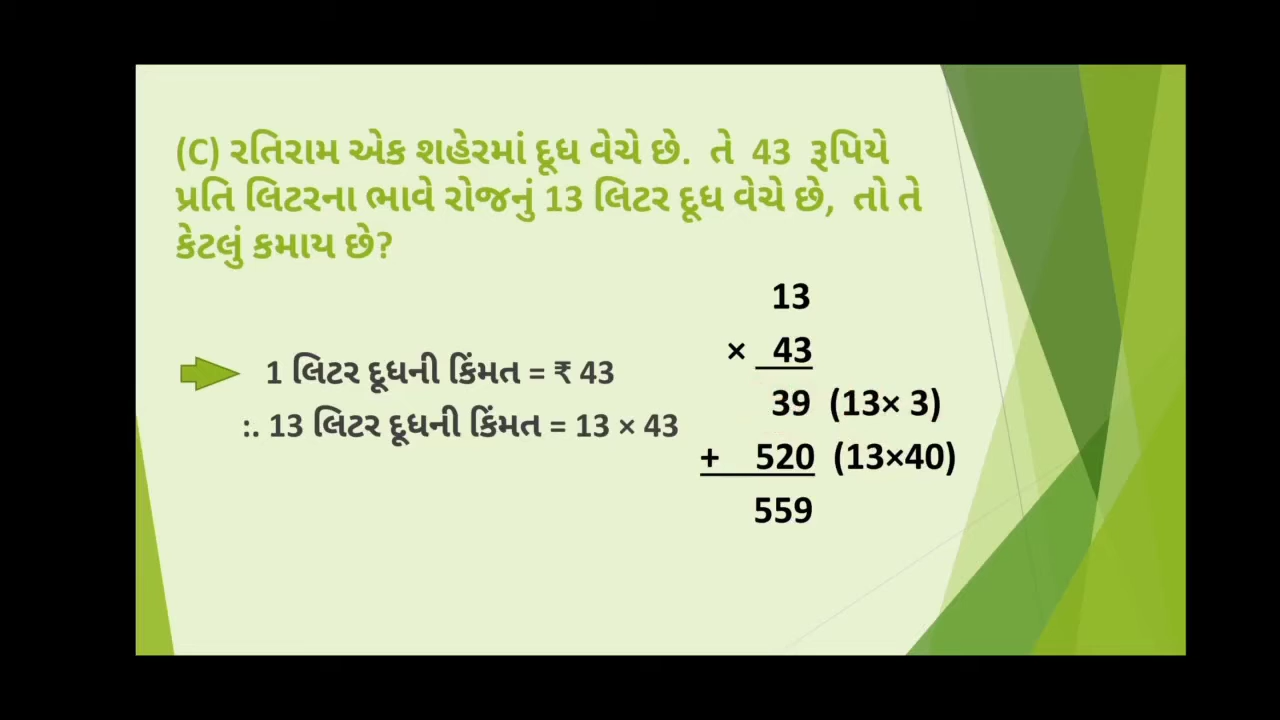 (C) રતિરામ એક શહેરમાં દૂધ વેચે છે. તે 43 રૂપિયે
પ્રતિ લિટરના ભાવે રોજનું 13 લિટર દૂધ વેચે છે, તો તે
કેટલું કમાય છે?
1 લિટર દૂધની કિંમત = ₹ 43
:. 13 લિટર દૂધની કિંમત = 13 × 43
13
× 43
39 (13× 3)
+ 520 (13×40)
559